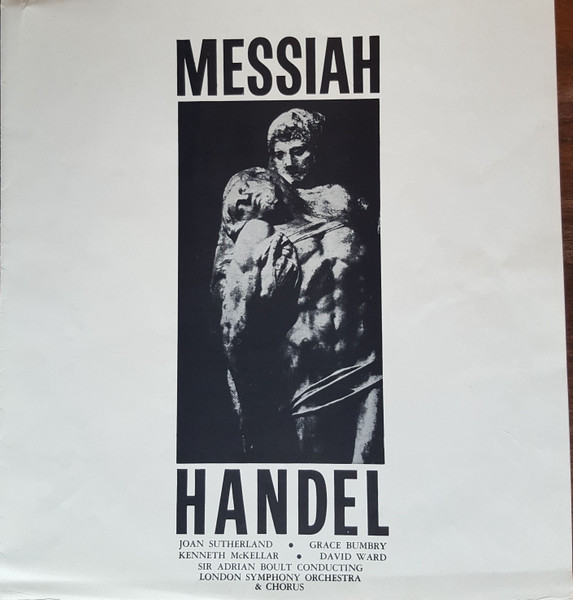 MESSIAH
HANDEL
JOAN SUTHERLAND • GRACE BUMBRY
KENNETH McKELLAR • DAVID WARD
SIR ADRIAN BOULT CONDUCTING
LONDON SYMPHONY ORCHESTRA
& CHORUS